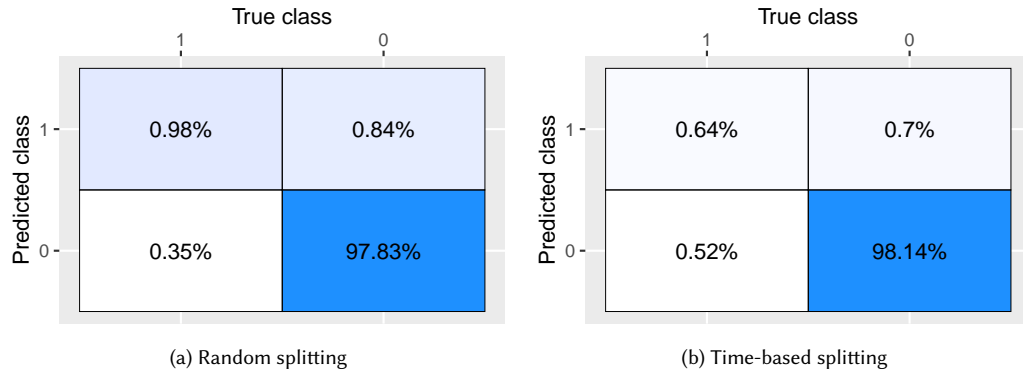 True class
1 0
Predicted class
1 0.98% 0.84%
0 0.35% 97.83%
(a) Random splitting
True class
1 0
Predicted class
1 0.64% 0.7%
0 0.52% 98.14%
(b) Time-based splitting